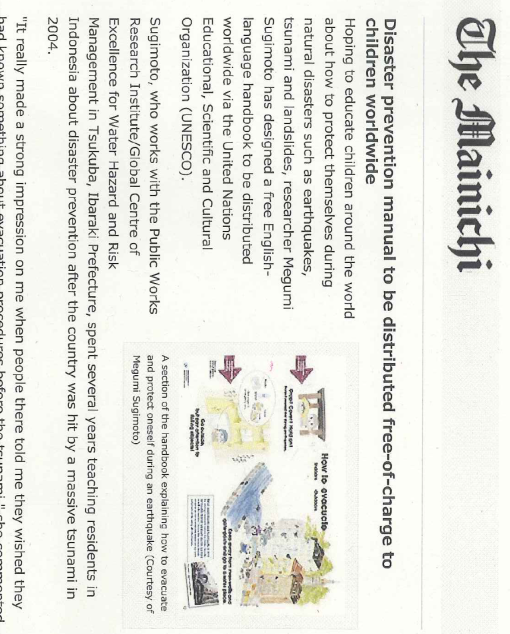 The Mainichi
Disaster prevention manual to be distributed free-of-charge to
children worldwide
Hoping to educate children around the world
about how to protect themselves during
natural disasters such as earthquakes,
tsunami and landslides, researcher Megumi
Sugimoto has designed a free English-
language handbook to be distributed
worldwide via the United Nations
Educational, Scientific and Cultural
Organization (UNESCO).
Sugimoto, who works with the Public Works
Research Institute/Global Centre of
Excellence for Water Hazard and Risk
Management in Tsukuba, Ibaraki Prefecture, spent several years teaching residents in
Indonesia about disaster prevention after the country was hit by a massive tsunami in
2004.
"It really made a strong impression on me when people there told me they wished they
had known something about evacuation procedures before the tsunami," she commented
How to evacuate
Indoors Outdoors
A section of the handbook explaining how to evacuate
and protect oneself during an earthquake (Courtesy of
Megumi Sugimoto)